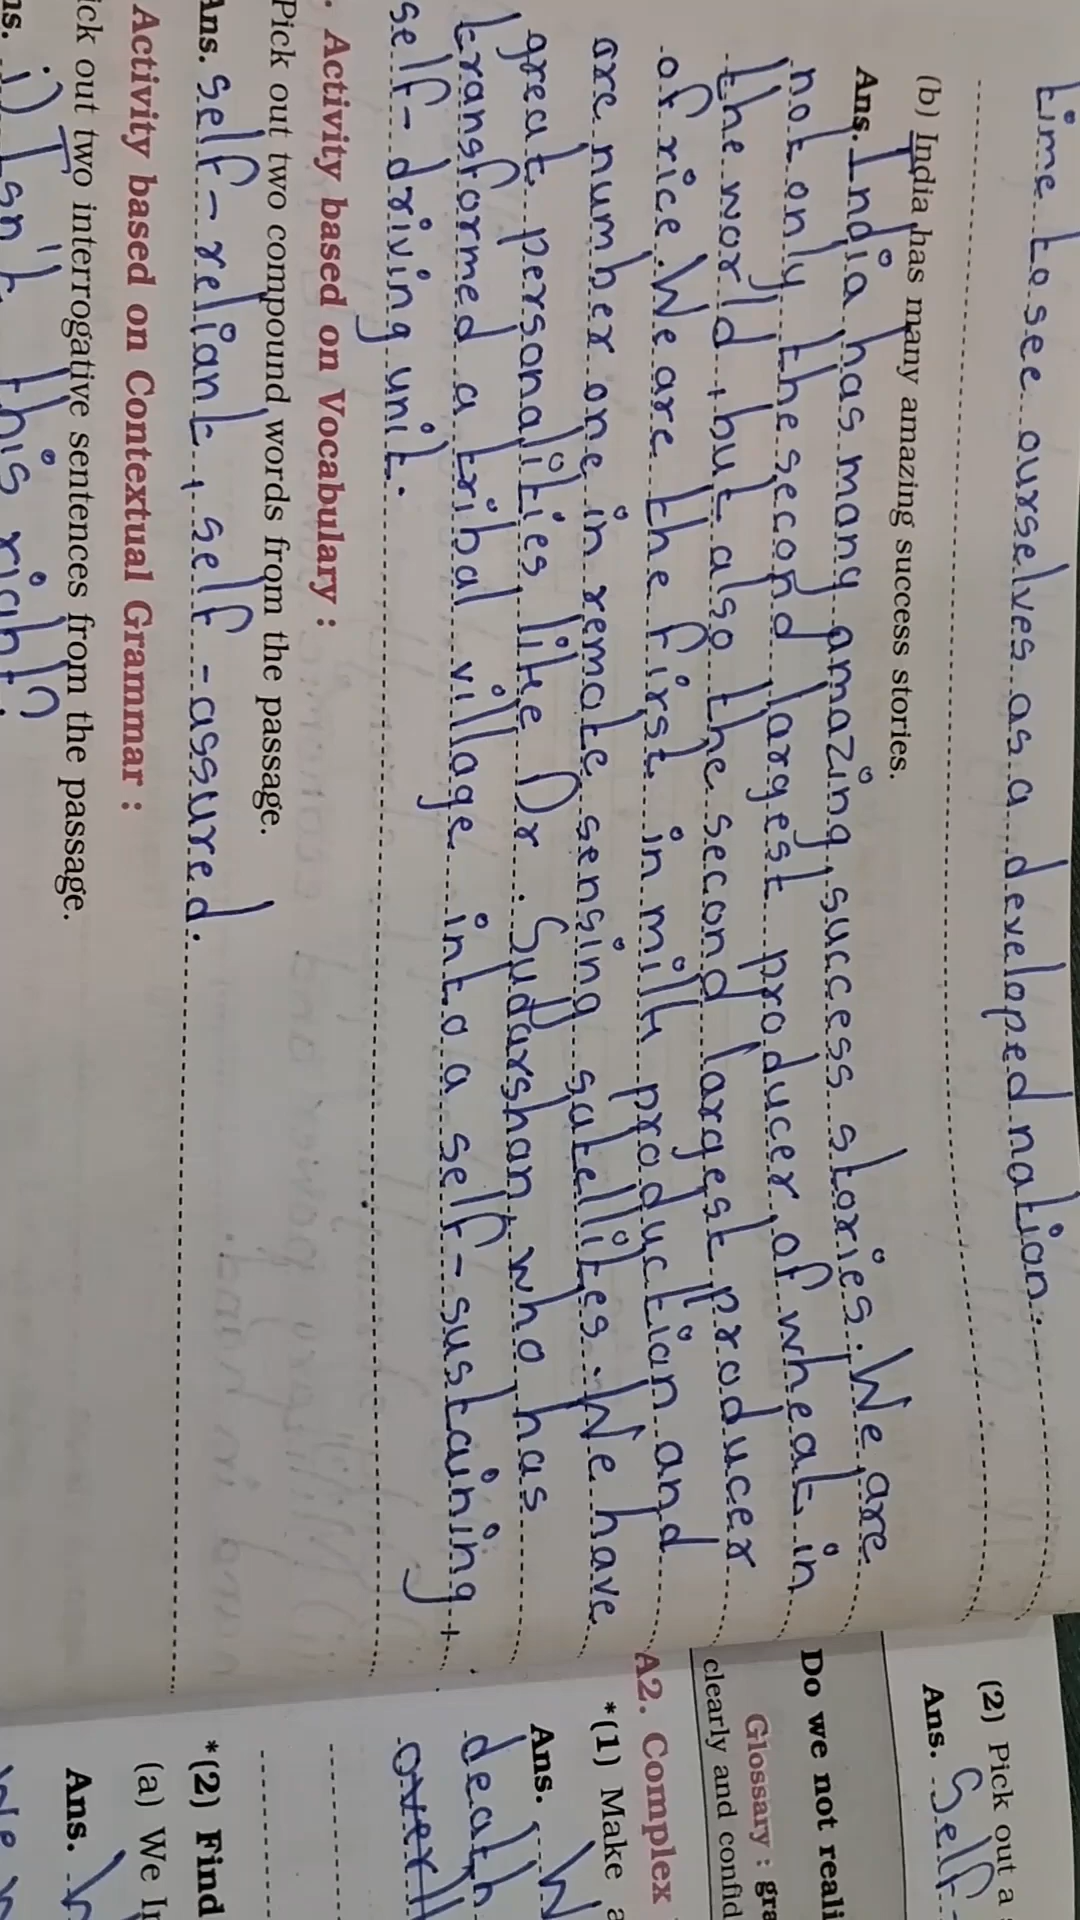 time to see ourselves as a developed nation.
(b) India has many amazing success stories.
Ans. India has many amazing success stories. We are
not only the second largest producer of wheat in
the world, but also the second largest producer
of rice. We are the first in milk production and
are number one in remote sensing satellites. We have
great personalities like Dr. Sudarshan who has
transformed a tribal village into a self-sustaining,
self-driving unit.
Activity based on Vocabulary :
Pick out two compound words from the passage.
Ans. self-reliant, self-assured.
Activity based on Contextual Grammar :
ick out two interrogative sentences from the passage.
ns. i) Isn't this right?
(2) Pick out a
Ans. Self-
Do we not reali
Glossary : gra
clearly and confid
A2. Complex
*(1) Make a
Ans. W
death
*(2) Find
(a) We In
Ans.